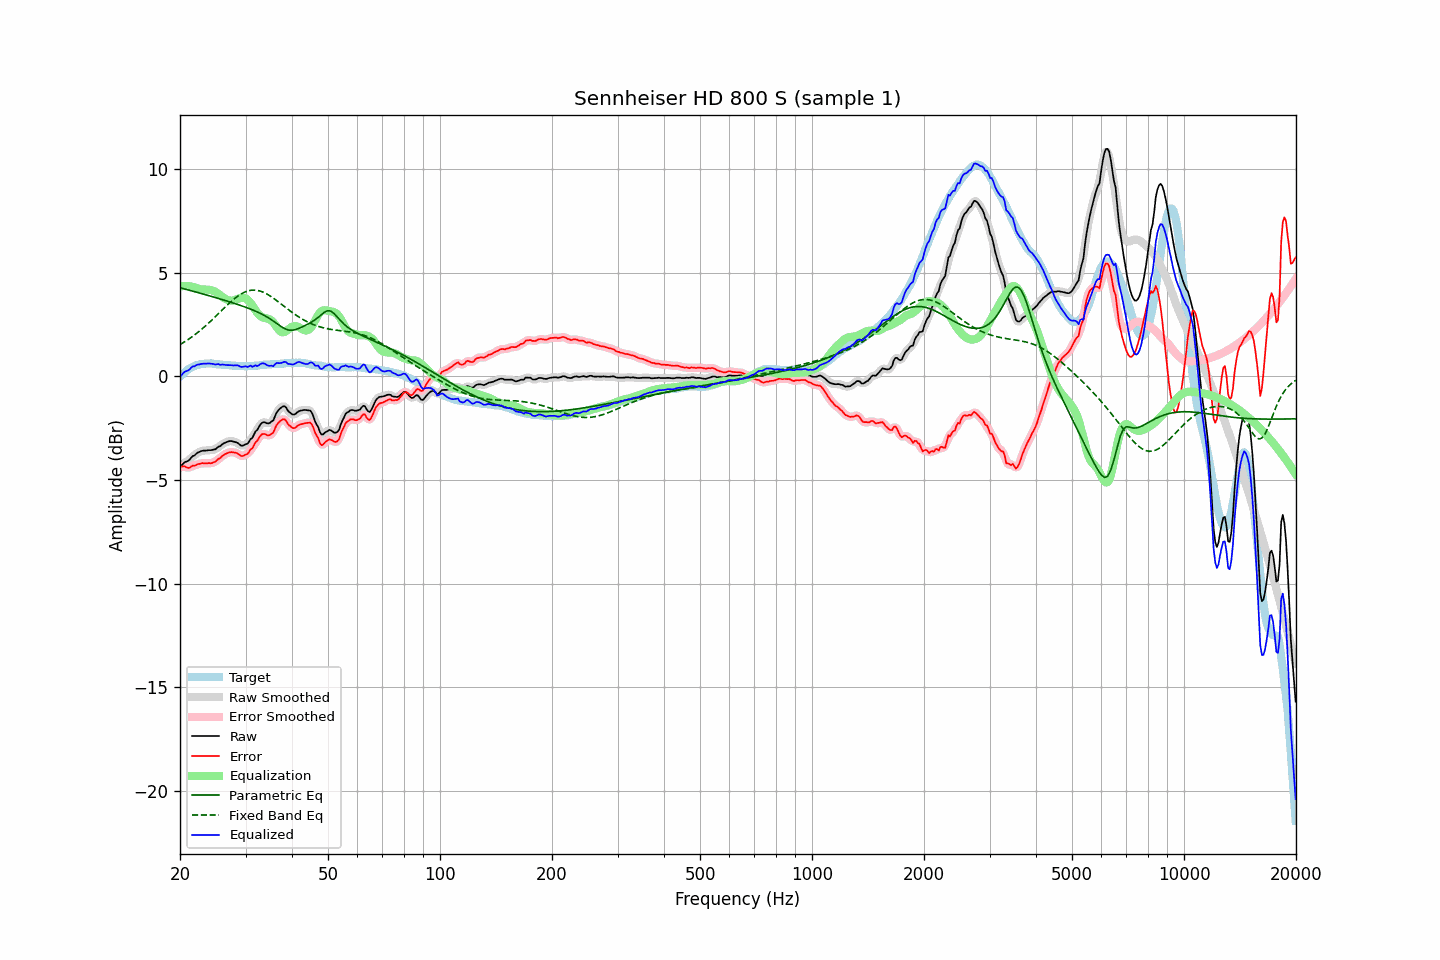 Sennheiser HD 800 S (sample 1)
Amplitude (dBr)
10
5
0
−5
−10
−15
−20
Target
Raw Smoothed
Error Smoothed
Raw
Error
Equalization
Parametric Eq
Fixed Band Eq
Equalized
20 50 100 200 500 1000 2000 5000 10000 20000
Frequency (Hz)